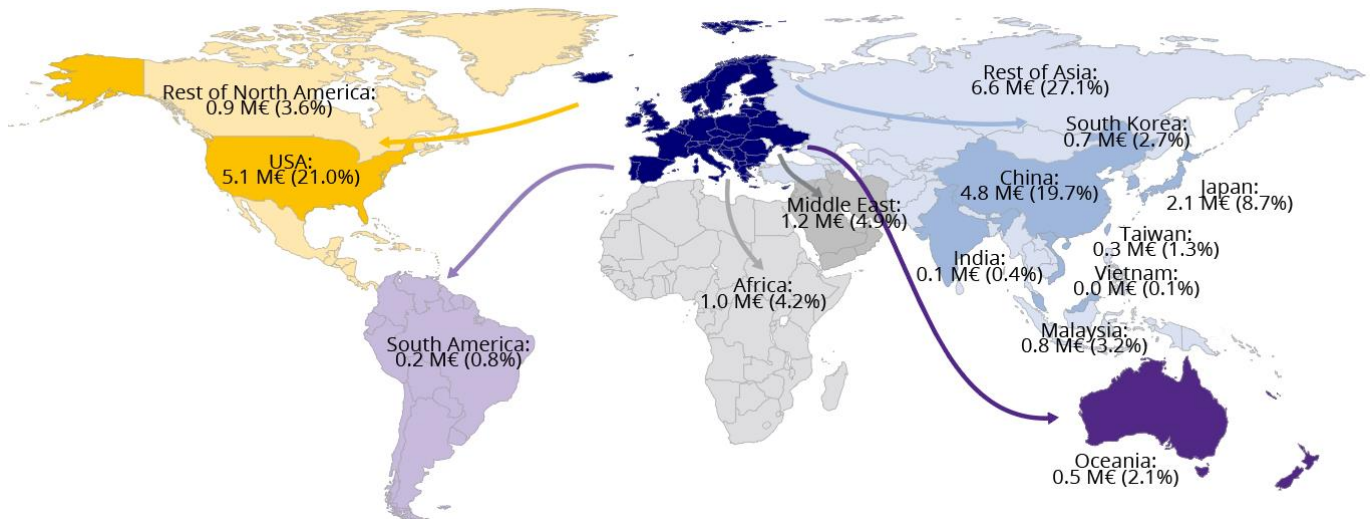 Rest of North America:
0.9 M€ (3.6%)
USA:
5.1 M€ (21.0%)
South America:
0.2 M€ (0.8%)
Africa:
1.0 M€ (4.2%)
Middle East:
1.2 M€ (4.9%)
Rest of Asia:
6.6 M€ (27.1%)
South Korea:
0.7 M€ (2.7%)
China:
4.8 M€ (19.7%)
Japan:
2.1 M€ (8.7%)
Taiwan:
0.3 M€ (1.3%)
India:
0.1 M€ (0.4%)
Vietnam:
0.0 M€ (0.1%)
Malaysia:
0.8 M€ (3.2%)
Oceania:
0.5 M€ (2.1%)